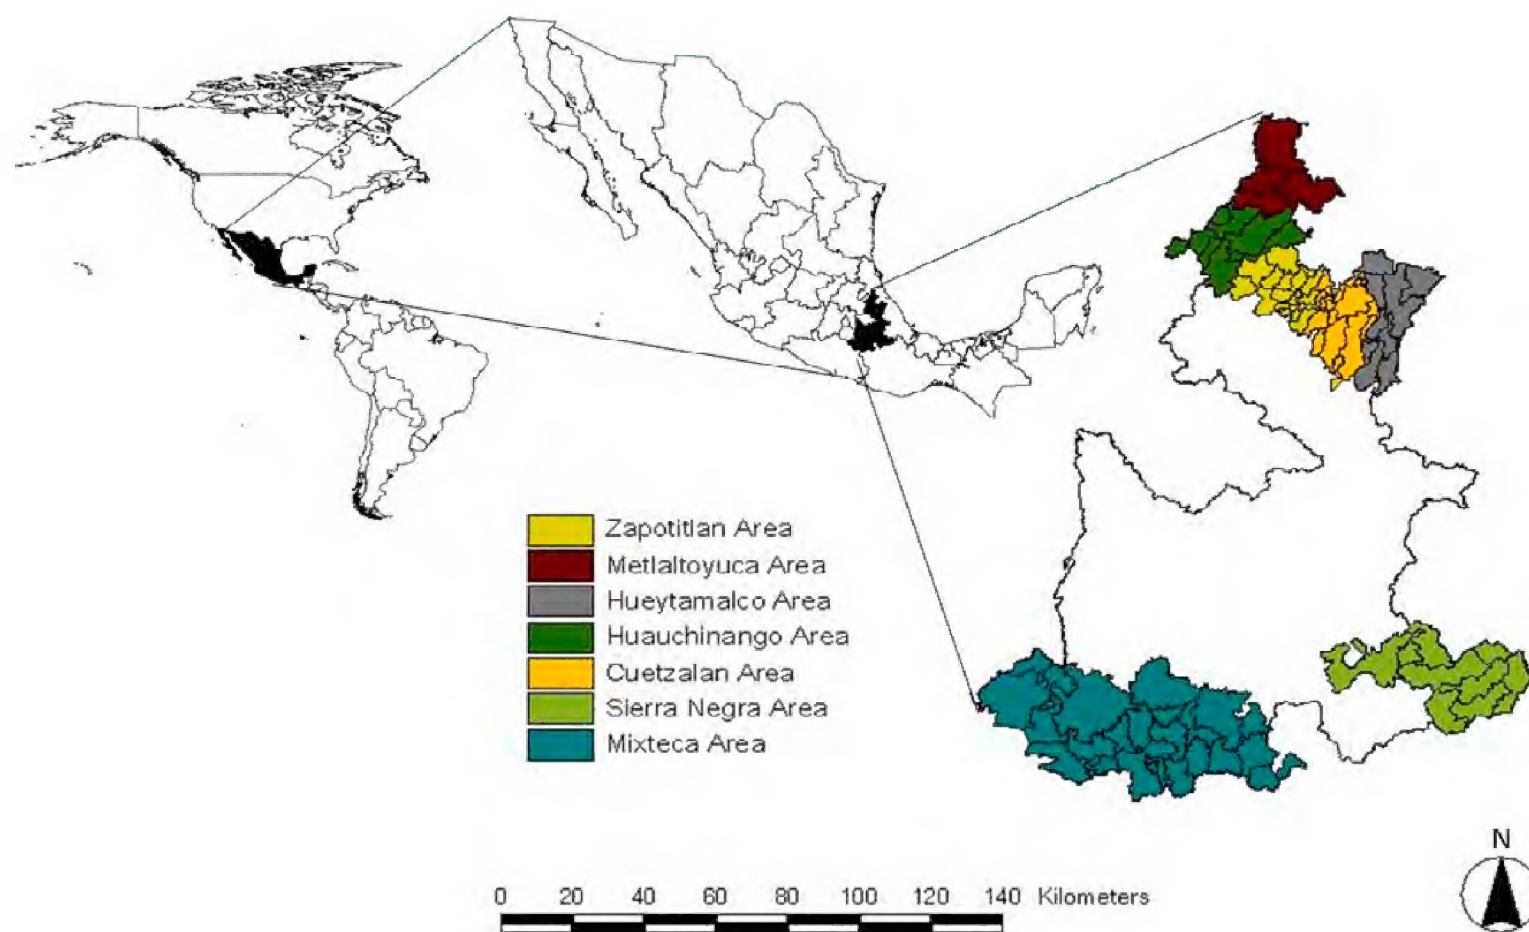 Zapotitlan Area
Metlaltoyuca Area
Hueytamalco Area
Huauchinango Area
Cuetzalan Area
Sierra Negra Area
Mixteca Area
N
0 20 40 60 80 100 120 140 Kilometers